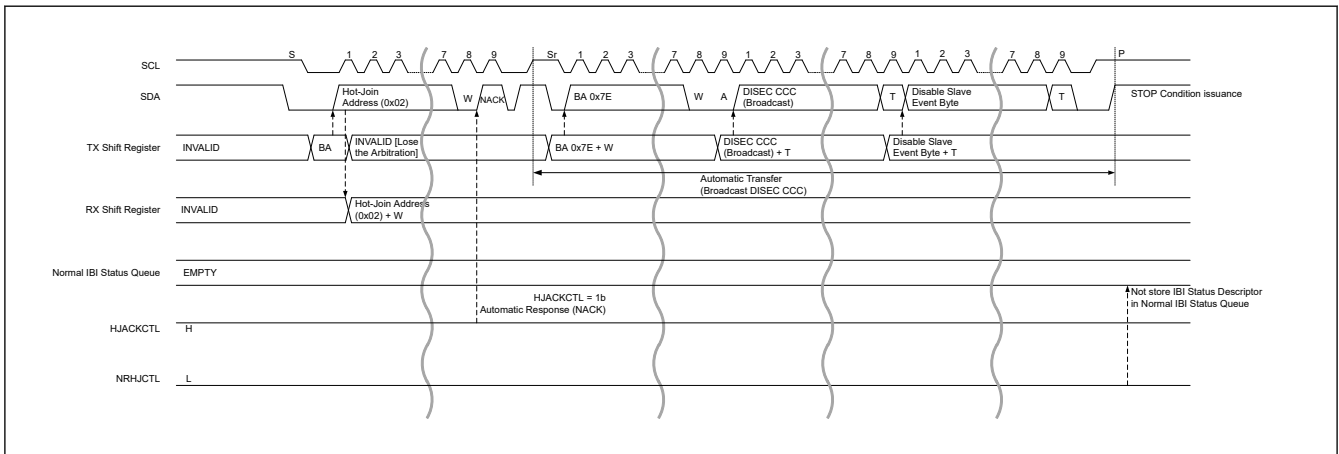 S 1 2 3 7 8 9 Sr 1 2 3 7 8 9 1 2 3 7 8 9 1 2 3 7 8 9 P
SCL
SDA
Hot-Join
Address (0x02)
W
NACK
BA 0x7E
W
A
DISEC CCC
(Broadcast)
T
Disable Slave
Event Byte
T
STOP Condition issuance
TX Shift Register
INVALID
BA
INVALID [Lose
the Arbitration]
BA 0x7E + W
DISEC CCC
(Broadcast) + T
Disable Slave
Event Byte + T
Automatic Transfer
(Broadcast DISEC CCC)
RX Shift Register
INVALID
Hot-Join Address
(0x02) + W
Normal IBI Status Queue
EMPTY
Not store IBI Status Descriptor
in Normal IBI Status Queue
HJACKCTL = 1b
Automatic Response (NACK)
HJACKCTL
H
NRHJCTL
L